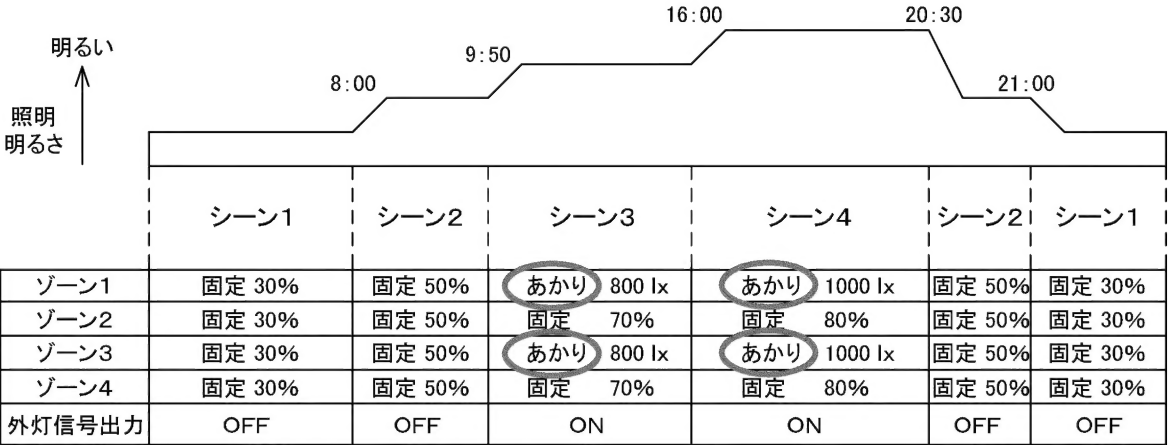 16:00
20:30
明るい
9:50
8:00
21:00
照明
明るさ
シーン1 シーン2 シーン3 シーン4 シーン2 シーン1
ゾーン1 固定 30% 固定 50% あかり 800 lx あかり 1000 lx 固定 50% 固定 30%
ゾーン2 固定 30% 固定 50% 固定 70% 固定 80% 固定 50% 固定 30%
ゾーン3 固定 30% 固定 50% あかり 800 lx あかり 1000 lx 固定 50% 固定 30%
ゾーン4 固定 30% 固定 50% 固定 70% 固定 80% 固定 50% 固定 30%
外灯信号出力 OFF OFF ON ON OFF OFF